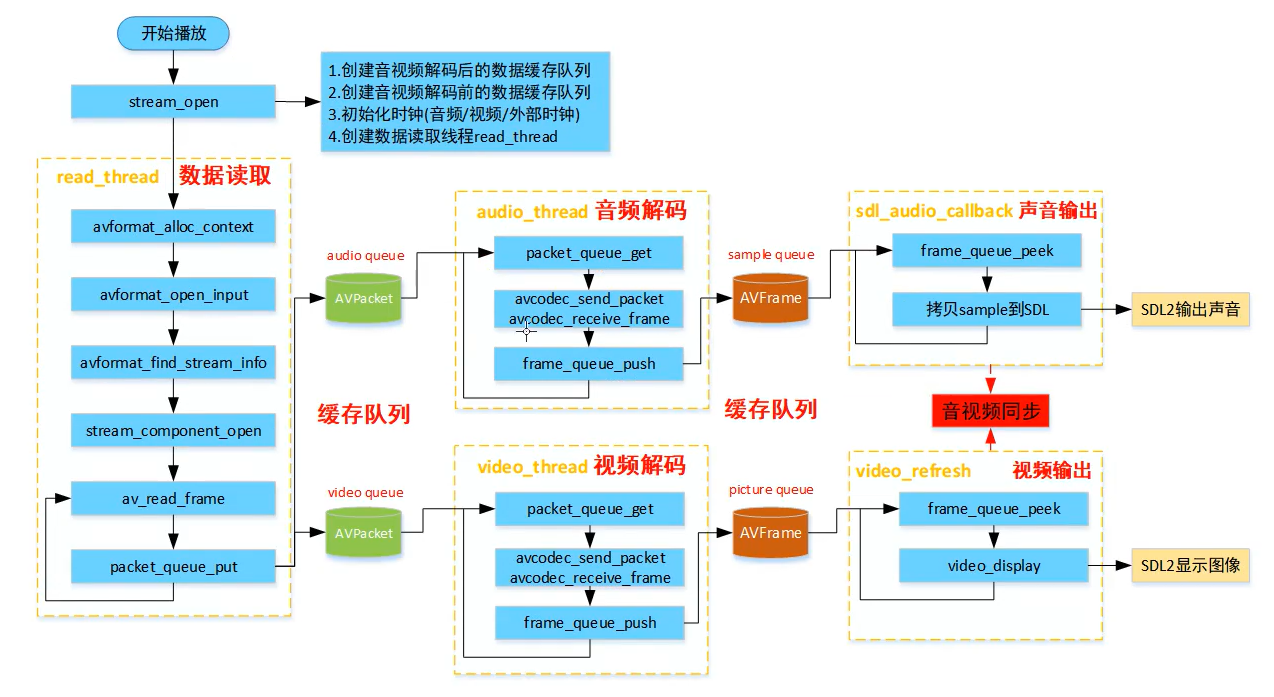 开始播放
stream_open
1.创建音视频解码后的数据缓存队列
2.创建音视频解码前的数据缓存队列
3.初始化时钟(音频/视频/外部时钟)
4.创建数据读取线程read_thread
read_thread 数据读取
avformat_alloc_context
avformat_open_input
avformat_find_stream_info
stream_component_open
av_read_frame
packet_queue_put
audio queue
AVPacket
缓存队列
video queue
AVPacket
audio_thread 音频解码
packet_queue_get
avcodec_send_packet
avcodec_receive_frame
frame_queue_push
video_thread 视频解码
packet_queue_get
avcodec_send_packet
avcodec_receive_frame
frame_queue_push
sample queue
AVFrame
缓存队列
picture queue
AVFrame
sdl_audio_callback 声音输出
frame_queue_peek
拷贝sample到SDL
SDL2输出声音
音视频同步
video_refresh 视频输出
frame_queue_peek
video_display
SDL2显示图像